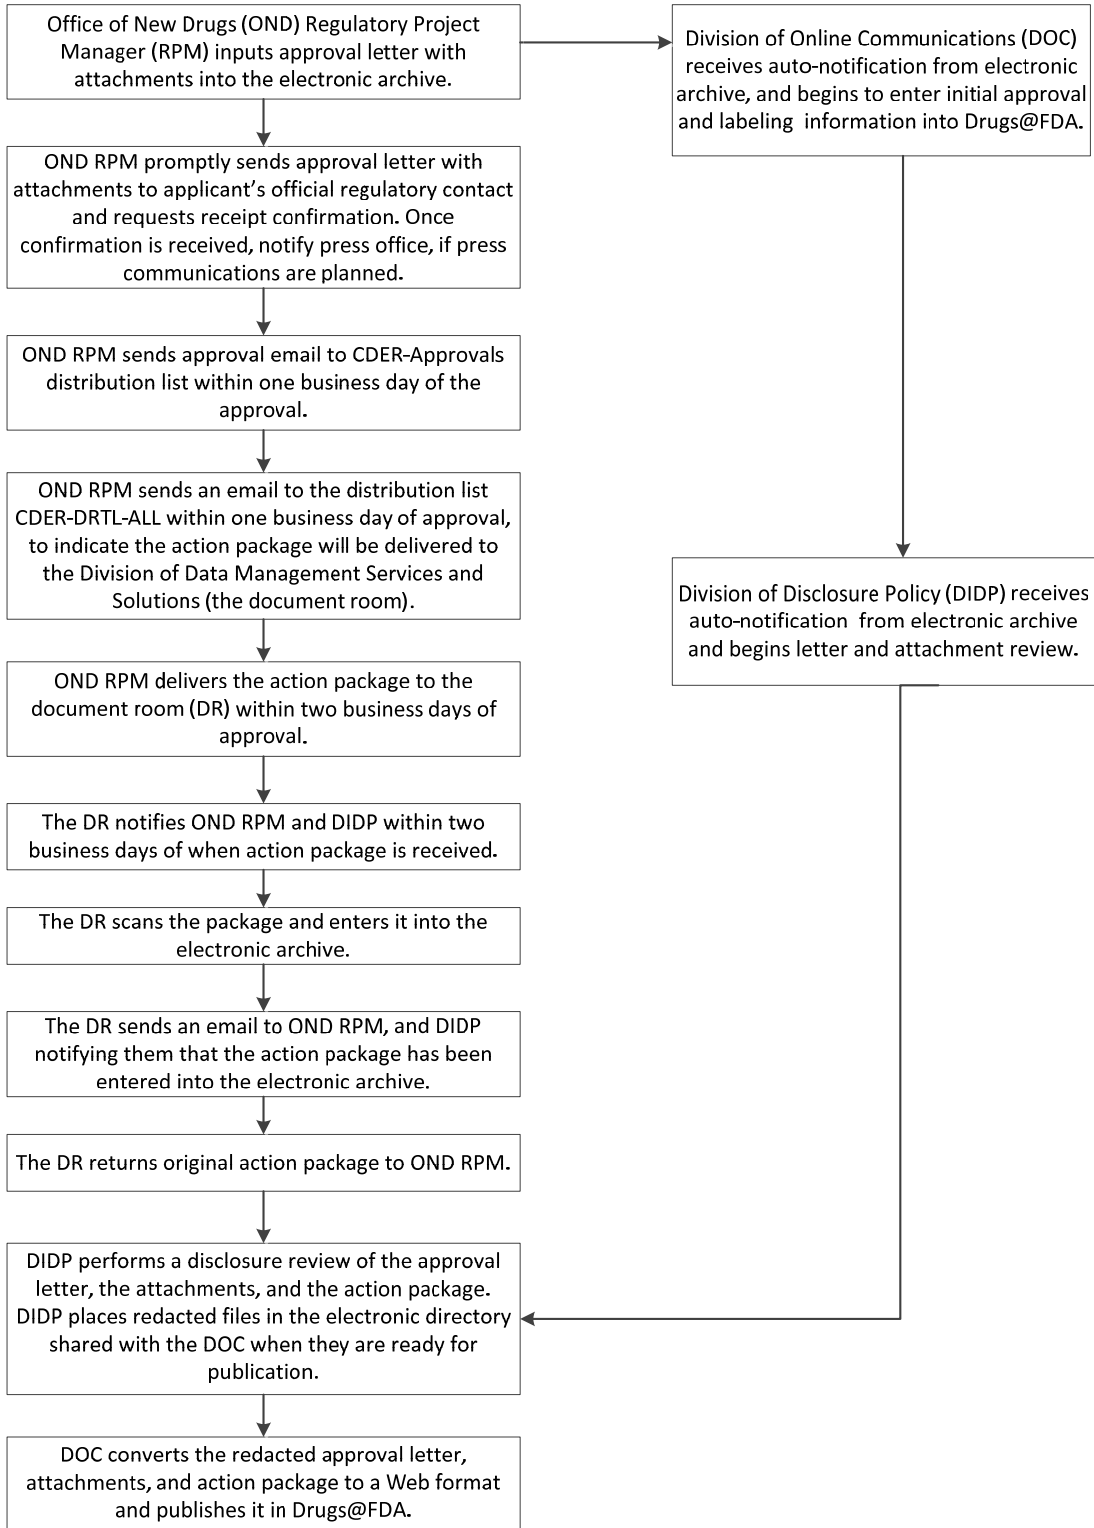 Office of New Drugs (OND) Regulatory Project
Manager (RPM) inputs approval letter with
attachments into the electronic archive.
Division of Online Communications (DOC)
receives auto-notification from electronic
archive, and begins to enter initial approval
and labeling information into Drugs@FDA.
OND RPM promptly sends approval letter with
attachments to applicant's official regulatory contact
and requests receipt confirmation. Once
confirmation is received, notify press office, if press
communications are planned.
OND RPM sends approval email to CDER-Approvals
distribution list within one business day of the
approval.
OND RPM sends an email to the distribution list
CDER-DRTL-ALL within one business day of approval,
to indicate the action package will be delivered to
the Division of Data Management Services and
Solutions (the document room).
Division of Disclosure Policy (DIDP) receives
auto-notification from electronic archive
and begins letter and attachment review.
OND RPM delivers the action package to the
document room (DR) within two business days of
approval.
The DR notifies OND RPM and DIDP within two
business days of when action package is received.
The DR scans the package and enters it into the
electronic archive.
The DR sends an email to OND RPM, and DIDP
notifying them that the action package has been
entered into the electronic archive.
The DR returns original action package to OND RPM.
DIDP performs a disclosure review of the approval
letter, the attachments, and the action package.
DIDP places redacted files in the electronic directory
shared with the DOC when they are ready for
publication.
DOC converts the redacted approval letter,
attachments, and action package to a Web format
and publishes it in Drugs@FDA.